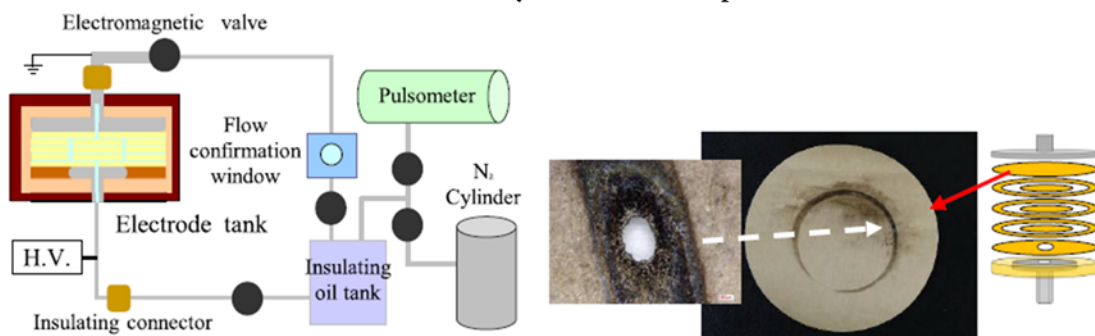 Electromagnetic valve
Pulsometer
Flow
confirmation
window
N₂
Cylinder
Electrode tank
H.V.
Insulating
oil tank
Insulating connector